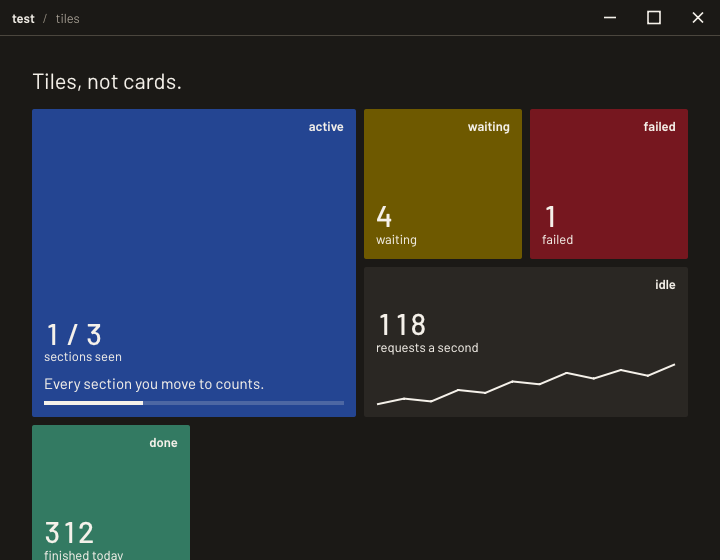 test / tiles
Tiles, not cards.
active
1 / 3
sections seen
Every section you move to counts.
waiting
4
waiting
failed
1
failed
idle
118
requests a second
done
312
finished today